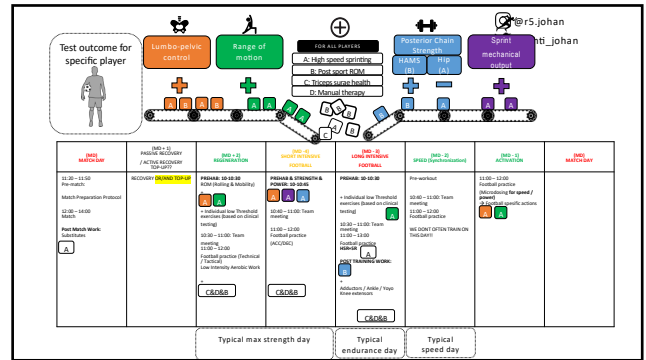 @r5.johan
Test outcome for
specific player
Lumbo-pelvic
control
Range of
motion
FOR ALL PLAYERS
A: High speed sprinting
B: Post sport ROM
C: Triceps surae health
D: Manual therapy
Posterior Chain
Strength
HAMS
(B)
Hip
(A)
Sprint
mechanical
output
A B A B
A A A A
B B B
C
B A
A A
(MD)
MATCH DAY
(MD + 1)
PASSIVE RECOVERY
/ ACTIVE RECOVERY
TOP-UP??
(MD + 2)
REGENERATION
(MD -4)
SHORT INTENSIVE
FOOTBALL
(MD - 3)
LONG INTENSIVE
FOOTBALL
(MD - 2)
SPEED (Synchronization)
(MD - 1)
ACTIVATION
(MD)
MATCH DAY
11:20 – 11:50
Pre-match:
Match Preparation Protocol
12:00 – 14:00
Match
Post Match Work:
Substitutes
A
RECOVERY OR/AND TOP-UP
PREHAB: 10-10:30
ROM (Rolling & Mobility)
+
A A
+ Individual low Threshold
exercises (based on clinical
testing)
10:30 – 11:00: Team
meeting
11:00 – 12:00
Football practice (Technical
/ Tactical)
Low Intensity Aerobic Work
+
C&D&B
PREHAB & STRENGTH &
POWER: 10-10:45
A A A
10:40 – 11:00: Team
meeting
11:00 – 12:00
Football practice
(ACC/DEC)
C&D&B
PREHAB: 10-10:30
+ Individual low Threshold
exercises (based on clinical
testing)
A
10:30 – 11:00: Team
meeting
11:00 – 13:00
Football practice
HSR+SR
A
POST TRAINING WORK:
B
+
Adductors / Ankle / Yoyo
Knee extensors
C&D&B
Pre-workout
10:40 – 11:00: Team
meeting
11:00 – 12:00
Football practice
WE DONT OFTEN TRAIN ON
THIS DAY!!
11:00 – 12:00
Football practice
(Microdosing for speed /
power)
→ Football specific actions
A A
Typical max strength day
Typical
endurance day
Typical
speed day